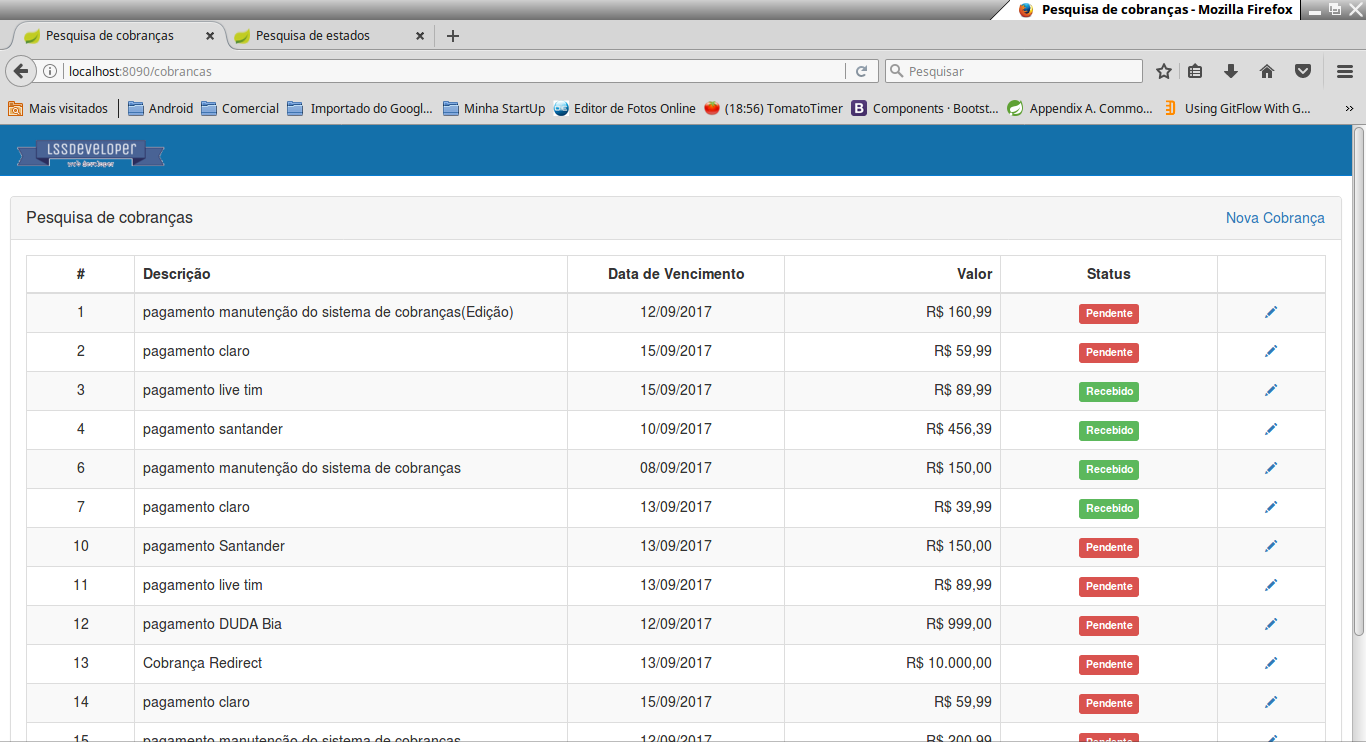 Pesquisa de cobranças - Mozilla Firefox
Pesquisa de cobranças
Pesquisa de estados
localhost:8090/cobrancas
Pesquisar
Mais visitados
Android
Comercial
Importado do Googl...
Minha StartUp
Editor de Fotos Online
(18:56) TomatoTimer
B Components · Bootst...
Appendix A. Commo...
Using GitFlow With G...
LSSDeveloper
Pesquisa de cobranças
Nova Cobrança
# Descrição Data de Vencimento Valor Status
1 pagamento manutenção do sistema de cobranças(Edição) 12/09/2017 R$ 160,99 Pendente
2 pagamento claro 15/09/2017 R$ 59,99 Pendente
3 pagamento live tim 15/09/2017 R$ 89,99 Recebido
4 pagamento santander 10/09/2017 R$ 456,39 Recebido
6 pagamento manutenção do sistema de cobranças 08/09/2017 R$ 150,00 Recebido
7 pagamento claro 13/09/2017 R$ 39,99 Recebido
10 pagamento Santander 13/09/2017 R$ 150,00 Pendente
11 pagamento live tim 13/09/2017 R$ 89,99 Pendente
12 pagamento DUDA Bia 12/09/2017 R$ 999,00 Pendente
13 Cobrança Redirect 13/09/2017 R$ 10.000,00 Pendente
14 pagamento claro 15/09/2017 R$ 59,99 Pendente
15 pagamento manutenção do sistema de cobranças 12/09/2017 R$ 200,99 Pendente